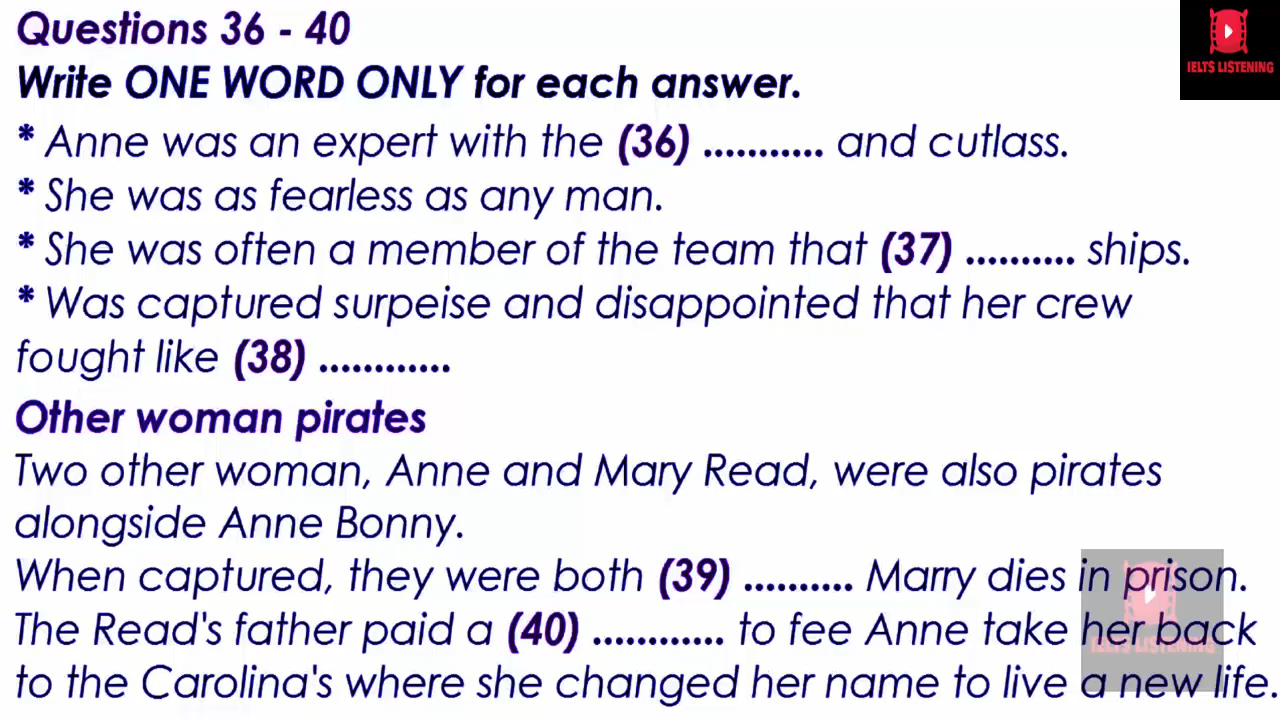 Questions 36 - 40
IELTS LISTENING
Write ONE WORD ONLY for each answer.
* Anne was an expert with the (36) ........... and cutlass.
* She was as fearless as any man.
* She was often a member of the team that (37) .......... ships.
* Was captured surpeise and disappointed that her crew
fought like (38) ............
Other woman pirates
Two other woman, Anne and Mary Read, were also pirates
alongside Anne Bonny.
When captured, they were both (39) .......... Marry dies in prison.
The Read's father paid a (40) ............ to fee Anne take her back
IELTS LISTENING
to the Carolina's where she changed her name to live a new life.